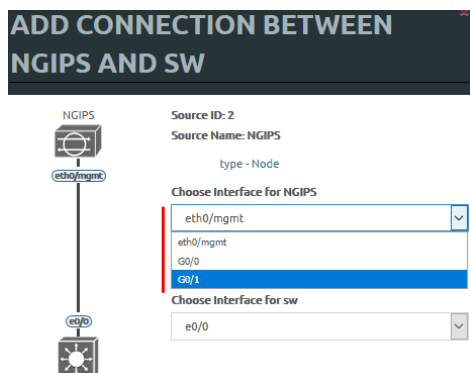 ADD CONNECTION BETWEEN
NGIPS AND SW
NGIPS
eth0/mgmt
e0/0
Source ID: 2
Source Name: NGIPS
type - Node
Choose Interface for NGIPS
eth0/mgmt
eth0/mgmt
G0/0
G0/1
Choose Interface for sw
e0/0